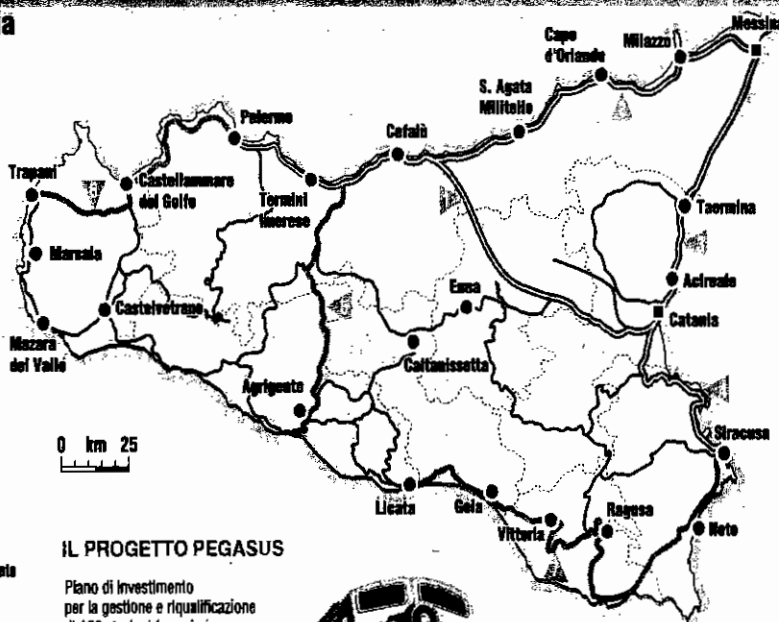 ia
Messina
Capo
d'Orlando
Milazzo
S. Agata
Militello
Palermo
Cefalù
Trapani
Castellammare
del Golfo
Termini
Imerese
Taormina
Marsala
Enna
Acireale
Castelvetrano
Catania
Mazara
del Vallo
Caltanissetta
Agrigento
0 km 25
Siracusa
Licata
Gela
Vittoria
Ragusa
Noto
IL PROGETTO PEGASUS
Piano di investimento
per la gestione e riqualificazione